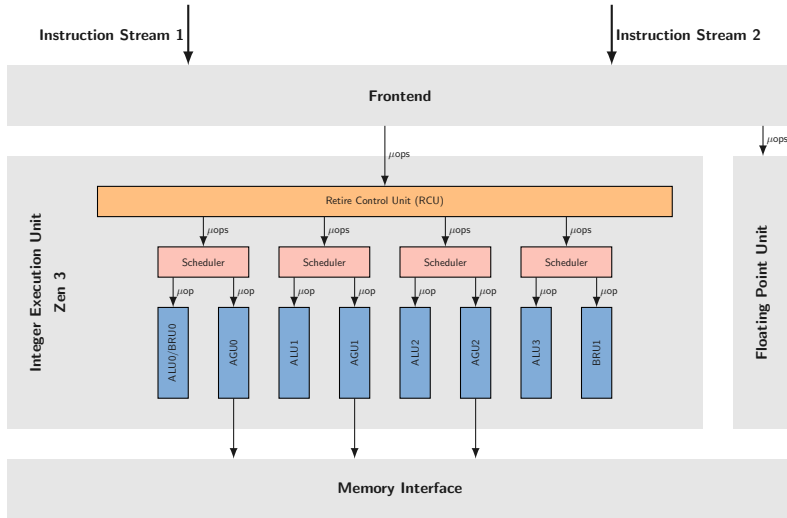 Instruction Stream 1
Instruction Stream 2
Frontend
μops
μops
Integer Execution Unit
Zen 3
Retire Control Unit (RCU)
μops
μops
μops
μops
Scheduler
Scheduler
Scheduler
Scheduler
μop
μop
μop
μop
μop
μop
μop
μop
ALU0/BRU0
AGU0
ALU1
AGU1
ALU2
AGU2
ALU3
BRU1
Floating Point Unit
Memory Interface